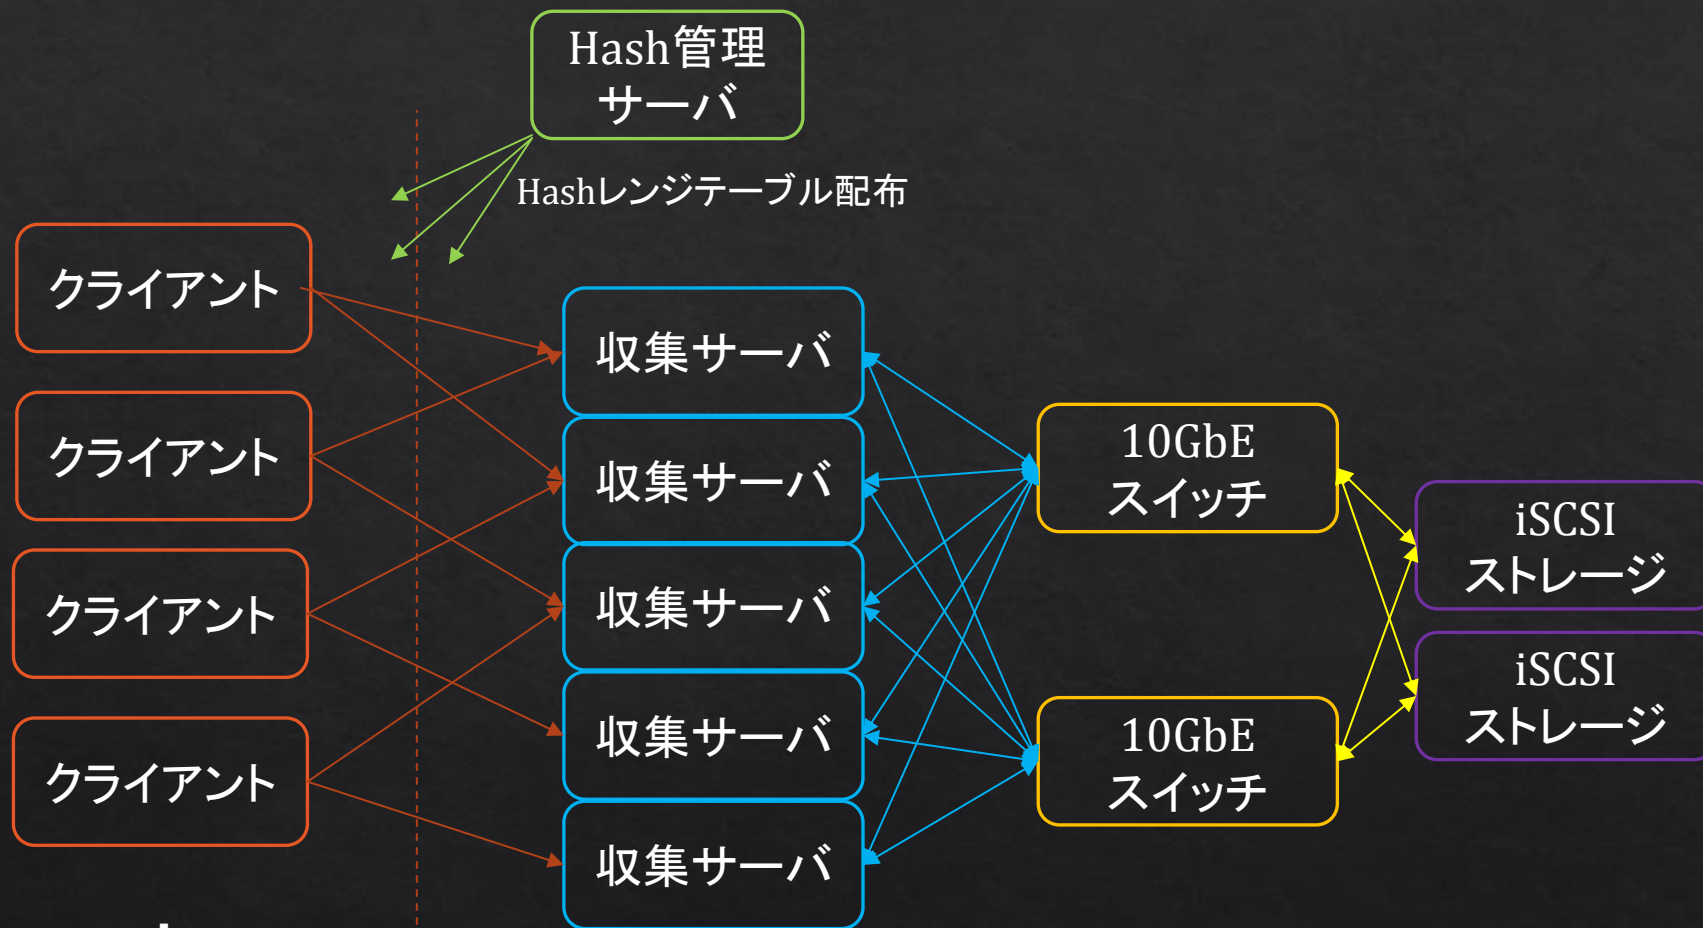 Hash管理
サーバ
Hashレンジテーブル配布
クライアント
クライアント
クライアント
クライアント
収集サーバ
収集サーバ
収集サーバ
収集サーバ
収集サーバ
10GbE
スイッチ
10GbE
スイッチ
iSCSI
ストレージ
iSCSI
ストレージ